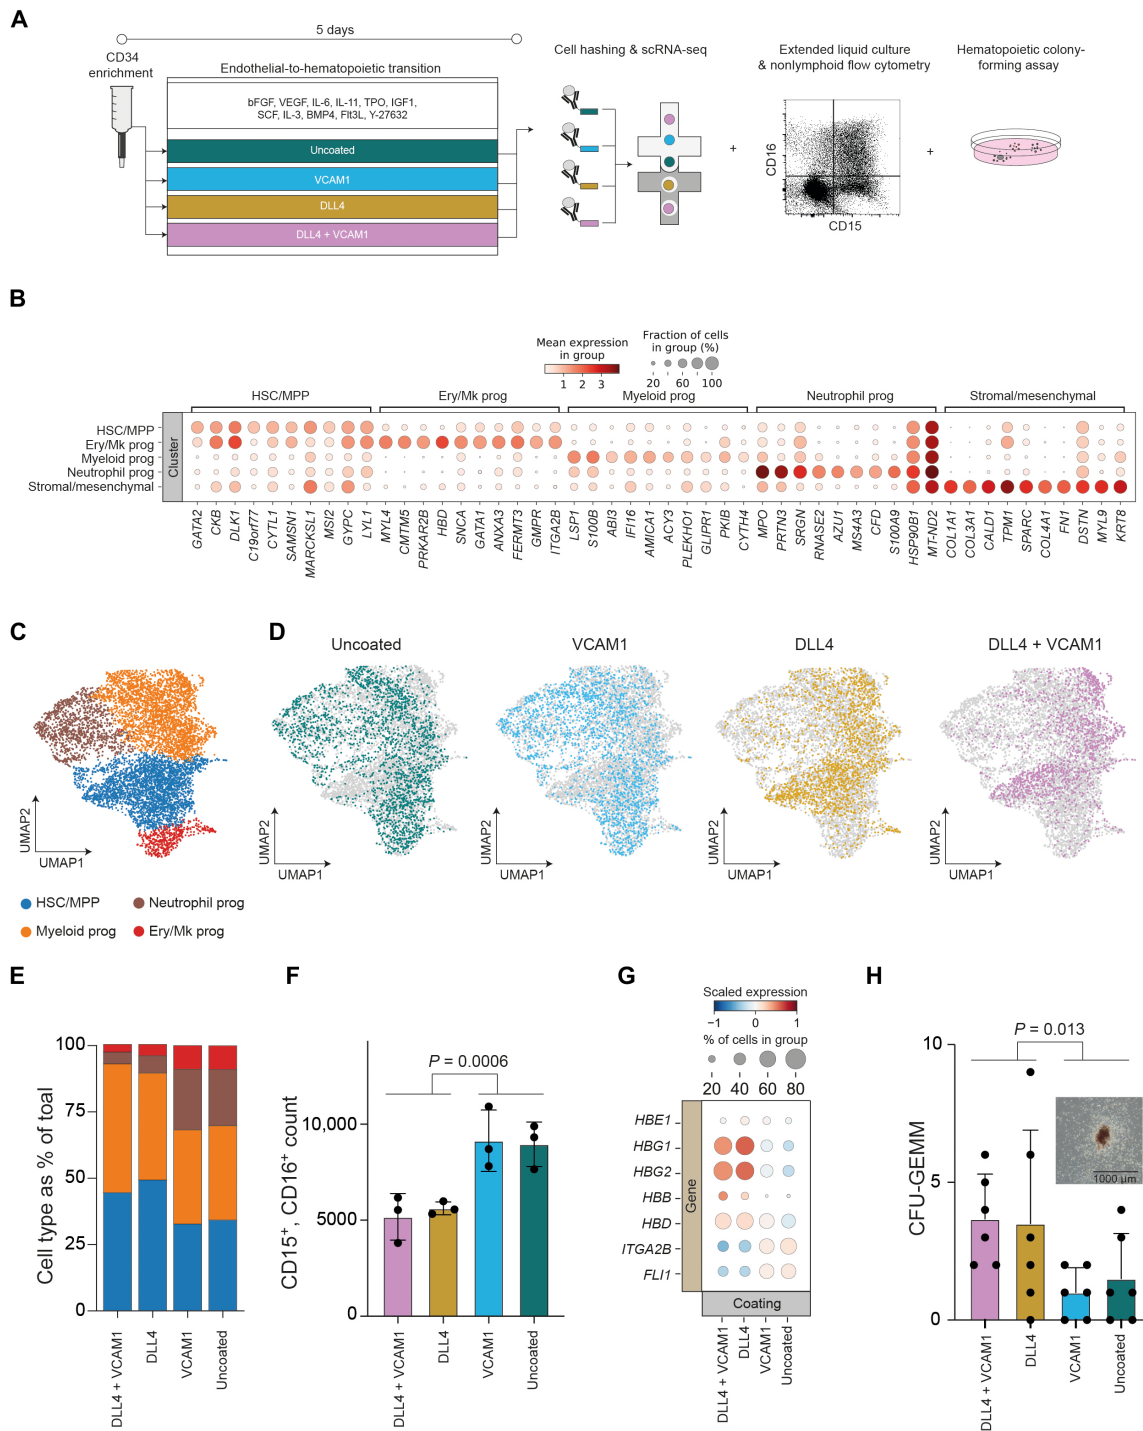 A
5 days
CD34
enrichment
Endothelial-to-hematopoietic transition
bFGF, VEGF, IL-6, IL-11, TPO, IGF1,
SCF, IL-3, BMP4, Flt3L, Y-27632
Uncoated
VCAM1
DLL4
DLL4 + VCAM1
Cell hashing & scRNA-seq
+
Extended liquid culture
& nonlymphoid flow cytometry
CD16
CD15
+
Hematopoietic colony-
forming assay
B
Mean expression
in group
1 2 3
Fraction of cells
in group (%)
20 60 100
HSC/MPP
Ery/Mk prog
Myeloid prog
Neutrophil prog
Stromal/mesenchymal
Cluster
HSC/MPP
Ery/Mk prog
Myeloid prog
Neutrophil prog
Stromal/mesenchymal
GATA2
CKB
DLK1
C19orf77
CYTL1
SAMSN1
MARCKSL1
MSI2
GYPC
LYL1
MYL4
CMTM5
PRKAR2B
HBD
SNCA
GATA1
ANXA3
FERMT3
GMPR
ITGA2B
LSP1
S100B
ABI3
IFI16
AMICA1
ACY3
PLEKHO1
GLIPR1
PKIB
CYTH4
MPO
PRTN3
SRGN
RNASE2
AZU1
MS4A3
CFD
S100A9
HSP90B1
MT-ND2
COL1A1
COL3A1
CALD1
TPM1
SPARC
COL4A1
FN1
DSTN
MYL9
KRT8
C
UMAP2
UMAP1
HSC/MPP
Neutrophil prog
Myeloid prog
Ery/Mk prog
D
Uncoated
VCAM1
DLL4
DLL4 + VCAM1
UMAP2
UMAP1
UMAP2
UMAP1
UMAP2
UMAP1
UMAP2
UMAP1
E
Cell type as % of toal
100
75
50
25
0
DLL4 + VCAM1
DLL4
VCAM1
Uncoated
F
P = 0.0006
CD15+, CD16+ count
10,000
5000
0
DLL4 + VCAM1
DLL4
VCAM1
Uncoated
G
Scaled expression
−1 0 1
% of cells in group
20 40 60 80
Gene
HBE1
HBG1
HBG2
HBB
HBD
ITGA2B
FLI1
Coating
DLL4 + VCAM1
DLL4
VCAM1
Uncoated
H
P = 0.013
CFU-GEMM
10
5
0
1000 µm
DLL4 + VCAM1
DLL4
VCAM1
Uncoated